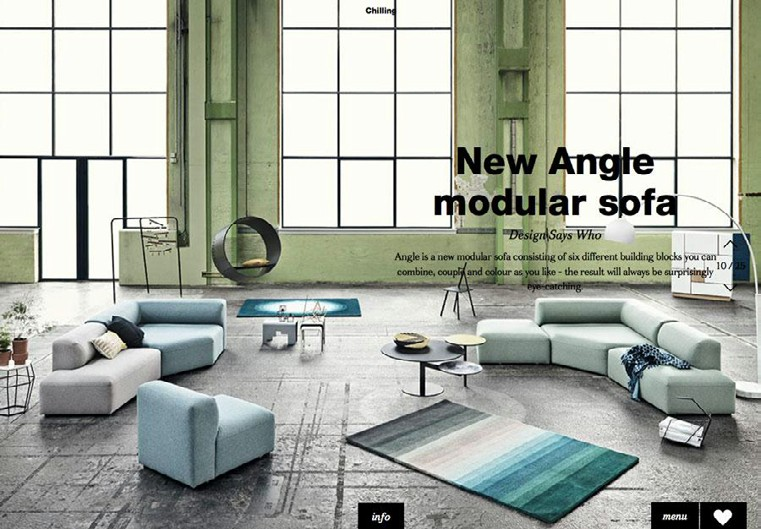 Chilling
New Angle
modular sofa
Design Says Who
Angle is a new modular sofa consisting of six different building blocks you can
combine, couple and colour as you like - the result will always be surprisingly
eye-catching.
10 / 25
info
menu